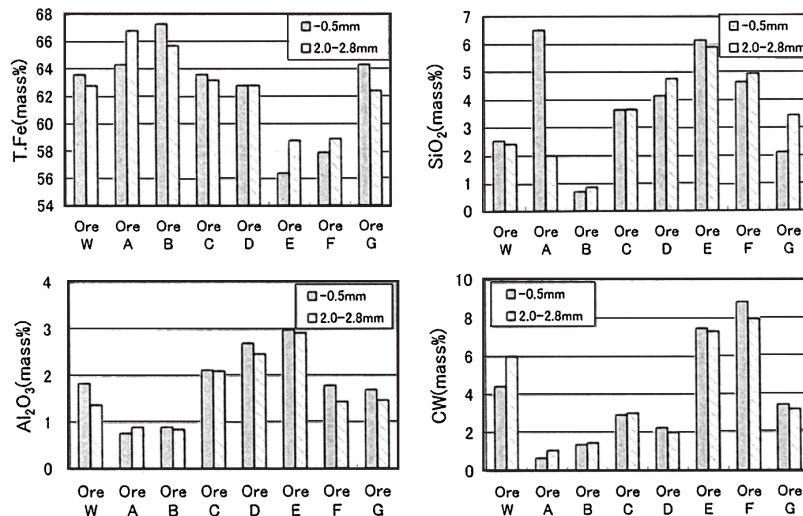 T.Fe(mass%)
68
66
64
62
60
58
56
54
-0.5mm
2.0-2.8mm
Ore Ore Ore Ore Ore Ore Ore Ore
W A B C D E F G
SiO₂(mass%)
7
6
5
4
3
2
1
0
-0.5mm
2.0-2.8mm
Ore Ore Ore Ore Ore Ore Ore Ore
W A B C D E F G
Al₂O₃(mass%)
4
3
2
1
0
-0.5mm
2.0-2.8mm
Ore Ore Ore Ore Ore Ore Ore Ore
W A B C D E F G
CW(mass%)
10
8
6
4
2
0
-0.5mm
2.0-2.8mm
Ore Ore Ore Ore Ore Ore Ore Ore
W A B C D E F G